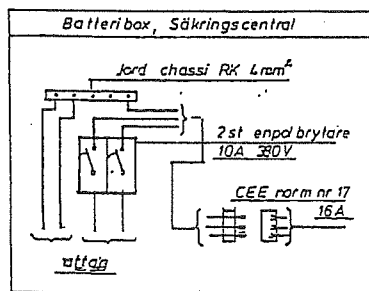 Batteribox, Säkringscentral
Jord chassi RK 4mm²
2st enpol brytare
10A 380V
CEE norm nr 17
16A
uttag